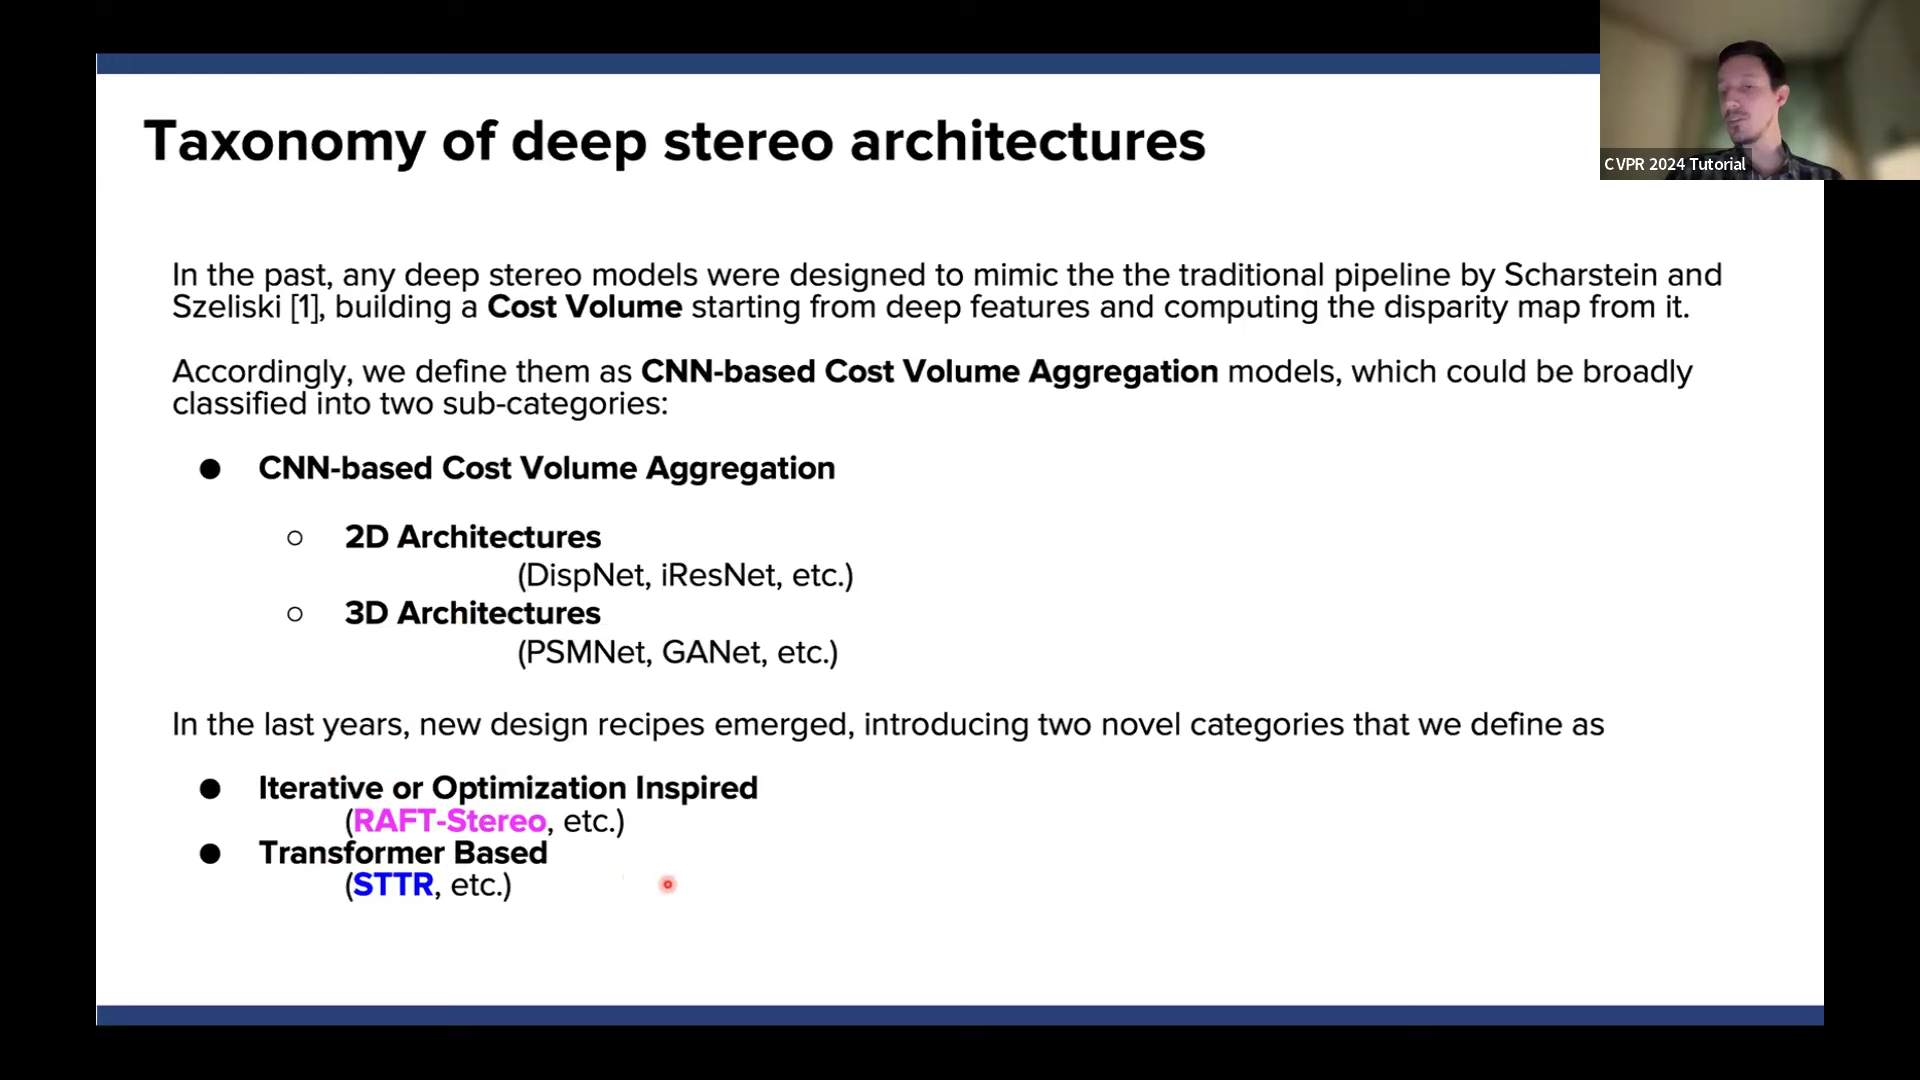 CVPR 2024 Tutorial
Taxonomy of deep stereo architectures
In the past, any deep stereo models were designed to mimic the the traditional pipeline by Scharstein and
Szeliski [1], building a Cost Volume starting from deep features and computing the disparity map from it.
Accordingly, we define them as CNN-based Cost Volume Aggregation models, which could be broadly
classified into two sub-categories:
● CNN-based Cost Volume Aggregation
○ 2D Architectures
(DispNet, iResNet, etc.)
○ 3D Architectures
(PSMNet, GANet, etc.)
In the last years, new design recipes emerged, introducing two novel categories that we define as
● Iterative or Optimization Inspired
(RAFT-Stereo, etc.)
● Transformer Based
(STTR, etc.)